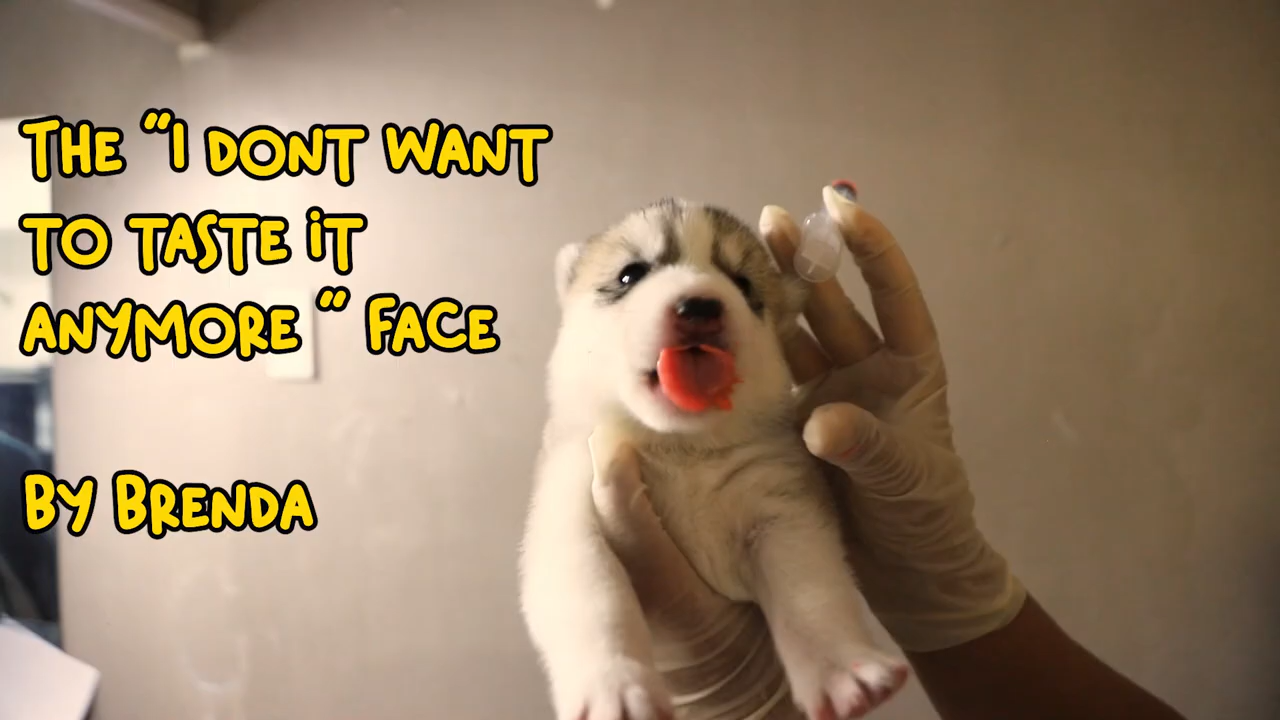 THE “I DONT WANT
TO TASTE iT
ANYMORE “ FACE
BY BRENDA